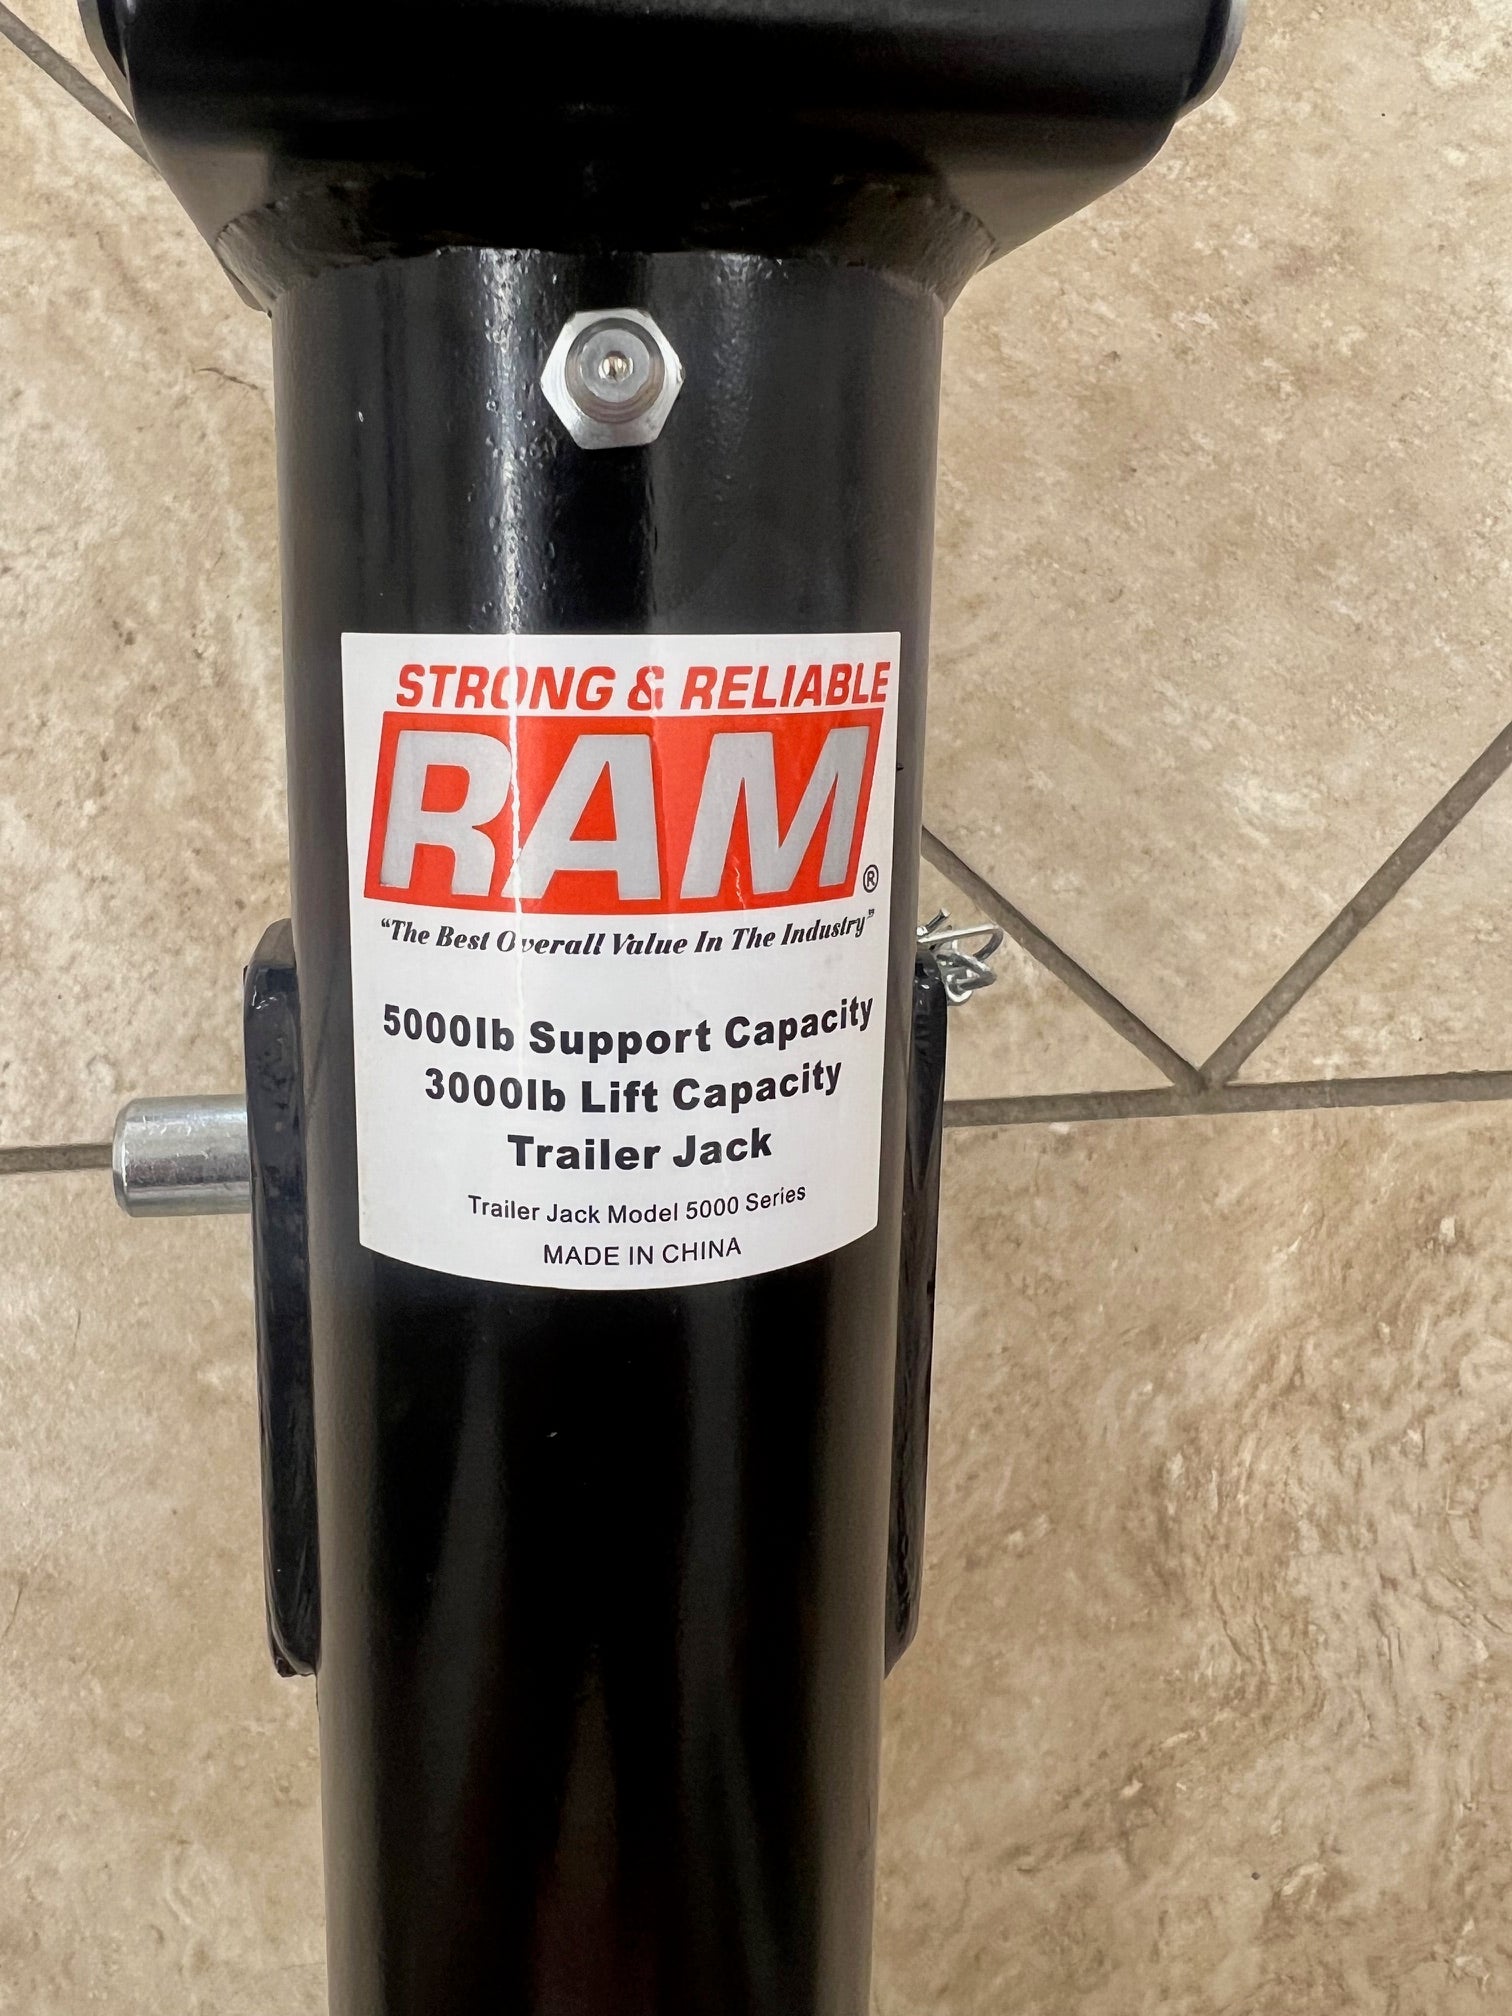 STRONG & RELIABLE
RAM®
“The Best Overall Value In The Industry”
5000lb Support Capacity
3000lb Lift Capacity
Trailer Jack
Trailer Jack Model 5000 Series
MADE IN CHINA